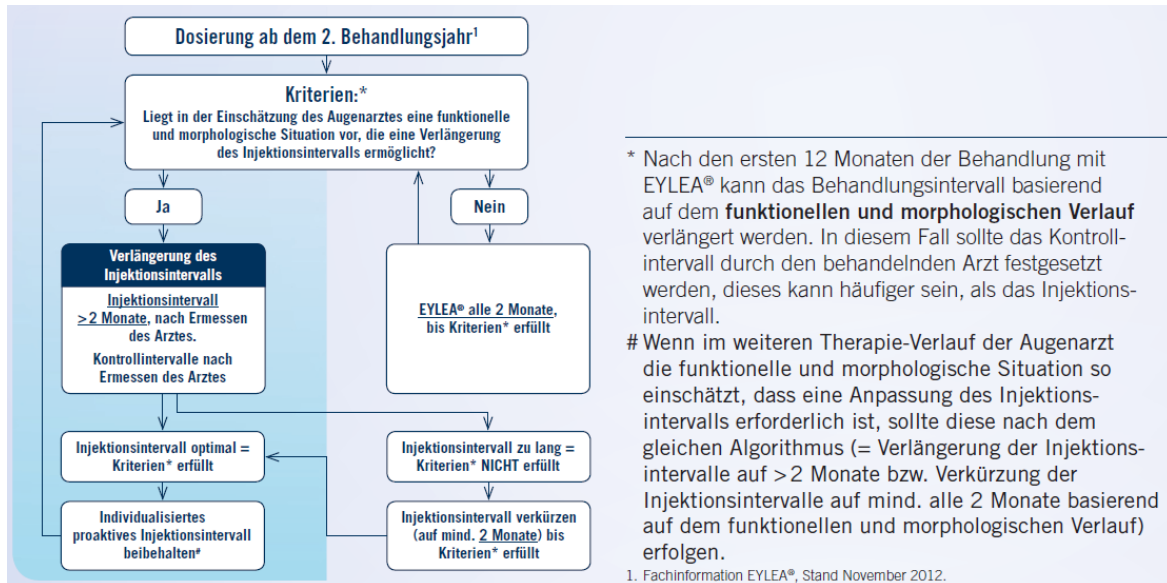 Dosierung ab dem 2. Behandlungsjahr¹
Kriterien:*
Liegt in der Einschätzung des Augenarztes eine funktionelle
und morphologische Situation vor, die eine Verlängerung
des Injektionsintervalls ermöglicht?
Ja
Nein
Verlängerung des
Injektionsintervalls
Injektionsintervall
>2 Monate, nach Ermessen
des Arztes.
Kontrollintervalle nach
Ermessen des Arztes
EYLEA® alle 2 Monate,
bis Kriterien* erfüllt
Injektionsintervall optimal =
Kriterien* erfüllt
Injektionsintervall zu lang =
Kriterien* NICHT erfüllt
Individualisiertes
proaktives Injektionsintervall
beibehalten#
Injektionsintervall verkürzen
(auf mind. 2 Monate) bis
Kriterien* erfüllt
* Nach den ersten 12 Monaten der Behandlung mit
EYLEA® kann das Behandlungsintervall basierend
auf dem funktionellen und morphologischen Verlauf
verlängert werden. In diesem Fall sollte das Kontroll-
intervall durch den behandelnden Arzt festgesetzt
werden, dieses kann häufiger sein, als das Injektions-
intervall.
# Wenn im weiteren Therapie-Verlauf der Augenarzt
die funktionelle und morphologische Situation so
einschätzt, dass eine Anpassung des Injektions-
intervalls erforderlich ist, sollte diese nach dem
gleichen Algorithmus (= Verlängerung der Injektions-
intervalle auf >2 Monate bzw. Verkürzung der
Injektionsintervalle auf mind. alle 2 Monate basierend
auf dem funktionellen und morphologischen Verlauf)
erfolgen.
1. Fachinformation EYLEA®, Stand November 2012.